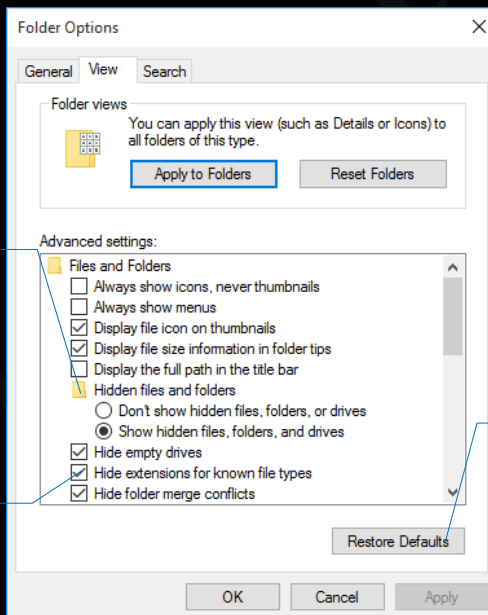 Folder Options
General View Search
Folder views
You can apply this view (such as Details or Icons) to
all folders of this type.
Apply to Folders Reset Folders
Advanced settings:
Files and Folders
Always show icons, never thumbnails
Always show menus
Display file icon on thumbnails
Display file size information in folder tips
Display the full path in the title bar
Hidden files and folders
Don't show hidden files, folders, or drives
Show hidden files, folders, and drives
Hide empty drives
Hide extensions for known file types
Hide folder merge conflicts
Restore Defaults
OK Cancel Apply